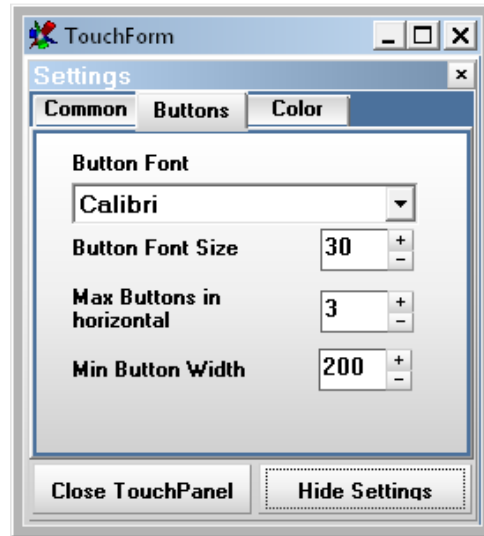 TouchForm
Settings
Common Buttons Color
Button Font
Calibri
Button Font Size 30
Max Buttons in
horizontal 3
Min Button Width 200
Close TouchPanel Hide Settings